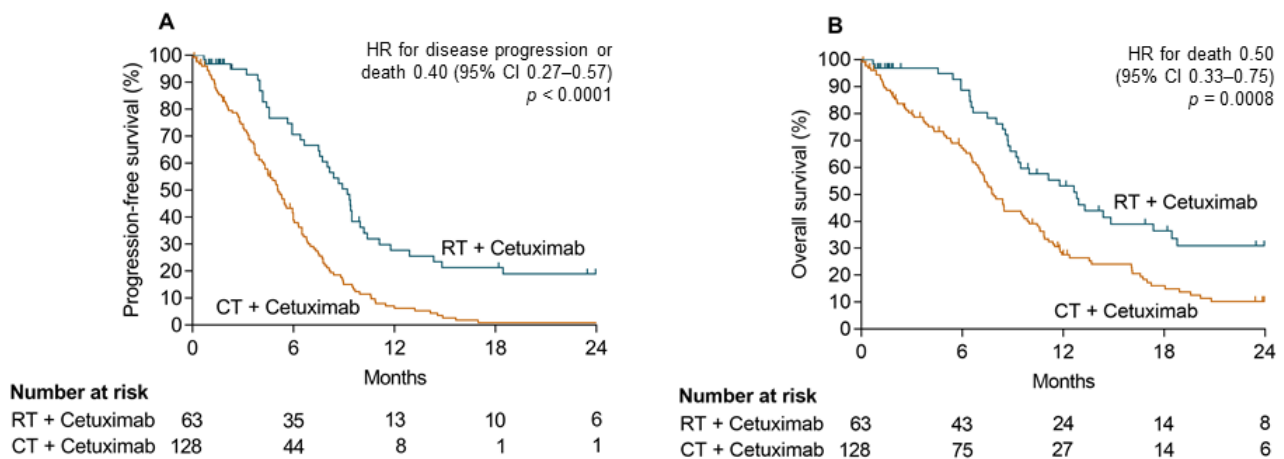 A
HR for disease progression or
death 0.40 (95% CI 0.27–0.57)
p < 0.0001
Progression-free survival (%)
100
90
80
70
60
50
40
30
20
10
0
RT + Cetuximab
CT + Cetuximab
0 6 12 18 24
Months
Number at risk
RT + Cetuximab 63 35 13 10 6
CT + Cetuximab 128 44 8 1 1
B
HR for death 0.50
(95% CI 0.33–0.75)
p = 0.0008
Overall survival (%)
100
90
80
70
60
50
40
30
20
10
0
RT + Cetuximab
CT + Cetuximab
0 6 12 18 24
Months
Number at risk
RT + Cetuximab 63 43 24 14 8
CT + Cetuximab 128 75 27 14 6